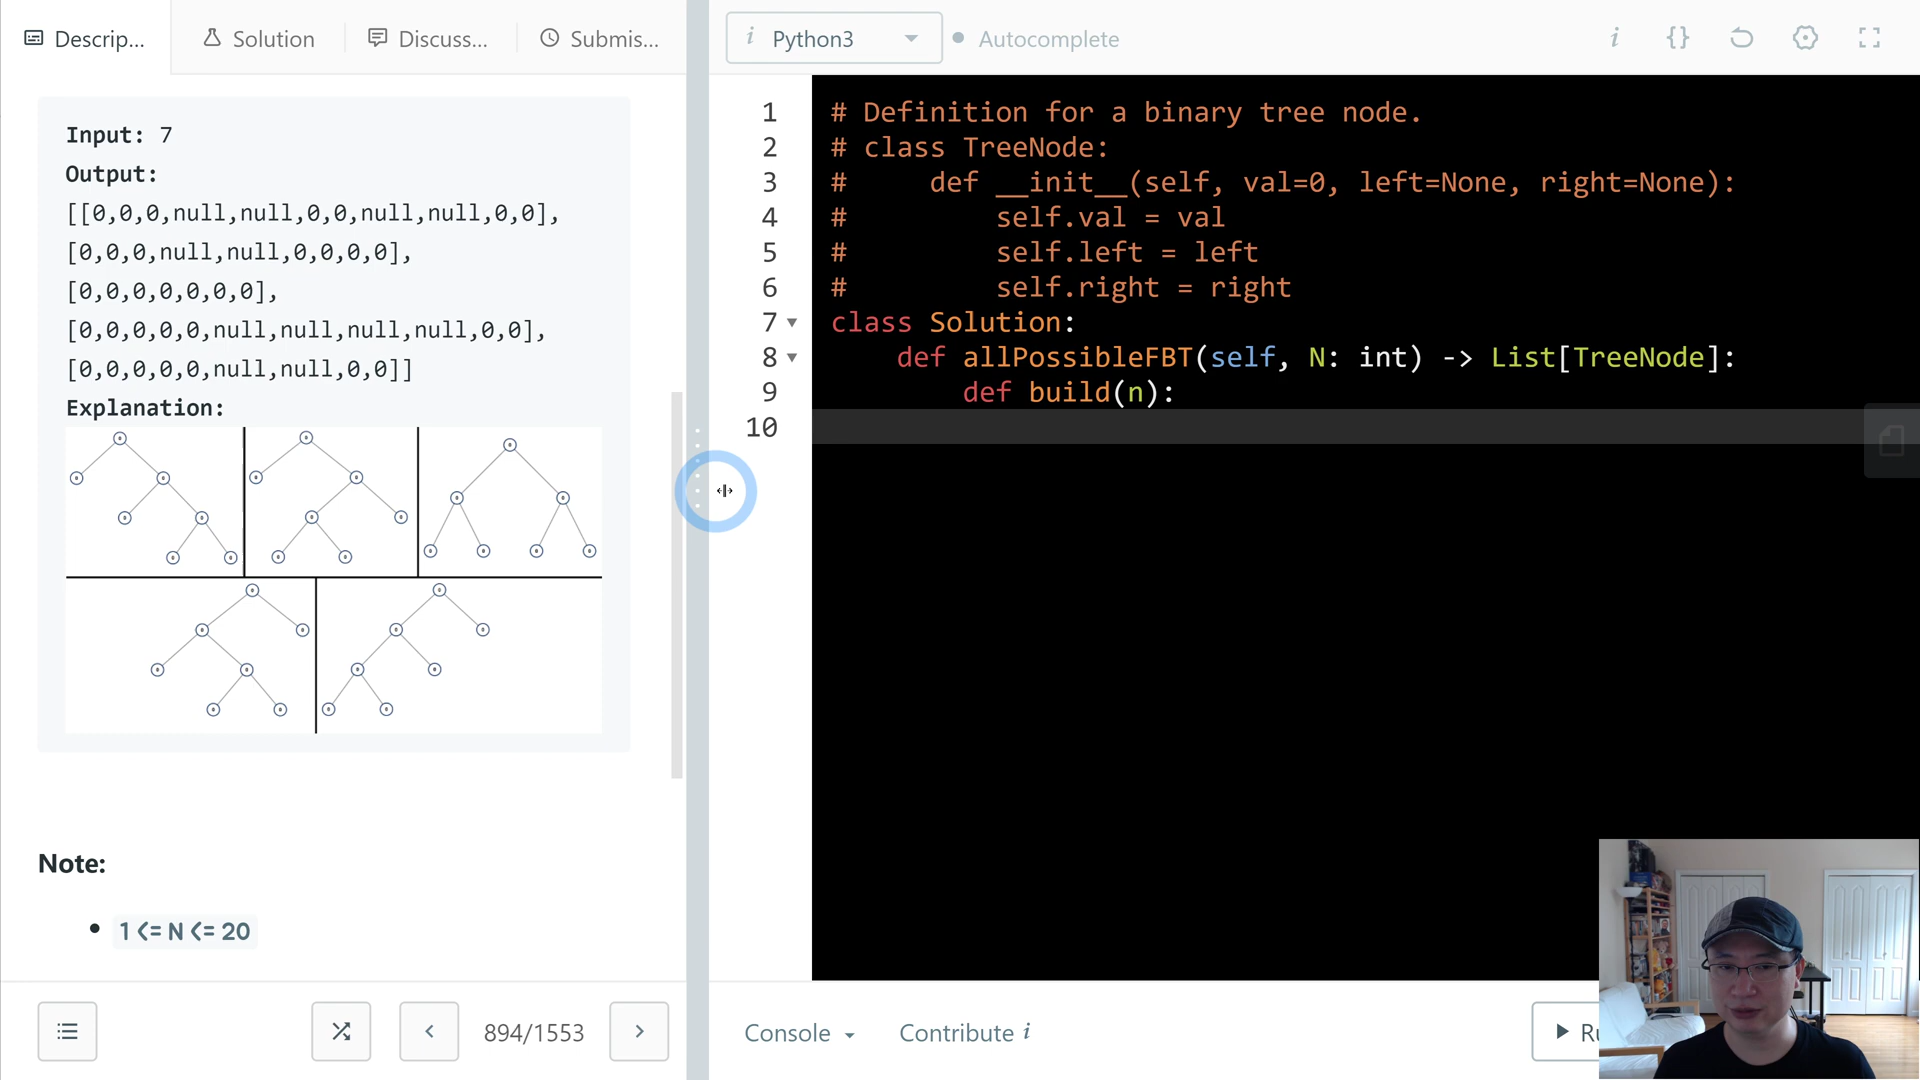 Descrip...
Solution
Discuss...
Submis...
Python3
Autocomplete
Input: 7
Output:
[[0,0,0,null,null,0,0,null,null,0,0],
[0,0,0,null,null,0,0,0,0],
[0,0,0,0,0,0,0],
[0,0,0,0,0,null,null,null,null,0,0],
[0,0,0,0,0,null,null,0,0]]
Explanation:
Note:
1 <= N <= 20
894/1553
1 # Definition for a binary tree node.
2 # class TreeNode:
3 #     def __init__(self, val=0, left=None, right=None):
4 #         self.val = val
5 #         self.left = left
6 #         self.right = right
7 class Solution:
8     def allPossibleFBT(self, N: int) -> List[TreeNode]:
9         def build(n):
10
Console
Contribute